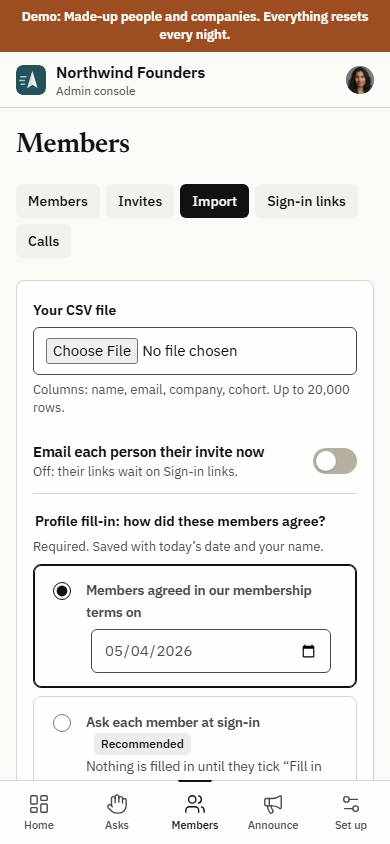 Demo: Made-up people and companies. Everything resets
every night.
Northwind Founders
Admin console
Members
Members
Invites
Import
Sign-in links
Calls
Your CSV file
Choose File No file chosen
Columns: name, email, company, cohort. Up to 20,000
rows.
Email each person their invite now
Off: their links wait on Sign-in links.
Profile fill-in: how did these members agree?
Required. Saved with today’s date and your name.
Members agreed in our membership
terms on
05/04/2026
Ask each member at sign-in
Recommended
Nothing is filled in until they tick “Fill in
Home
Asks
Members
Announce
Set up